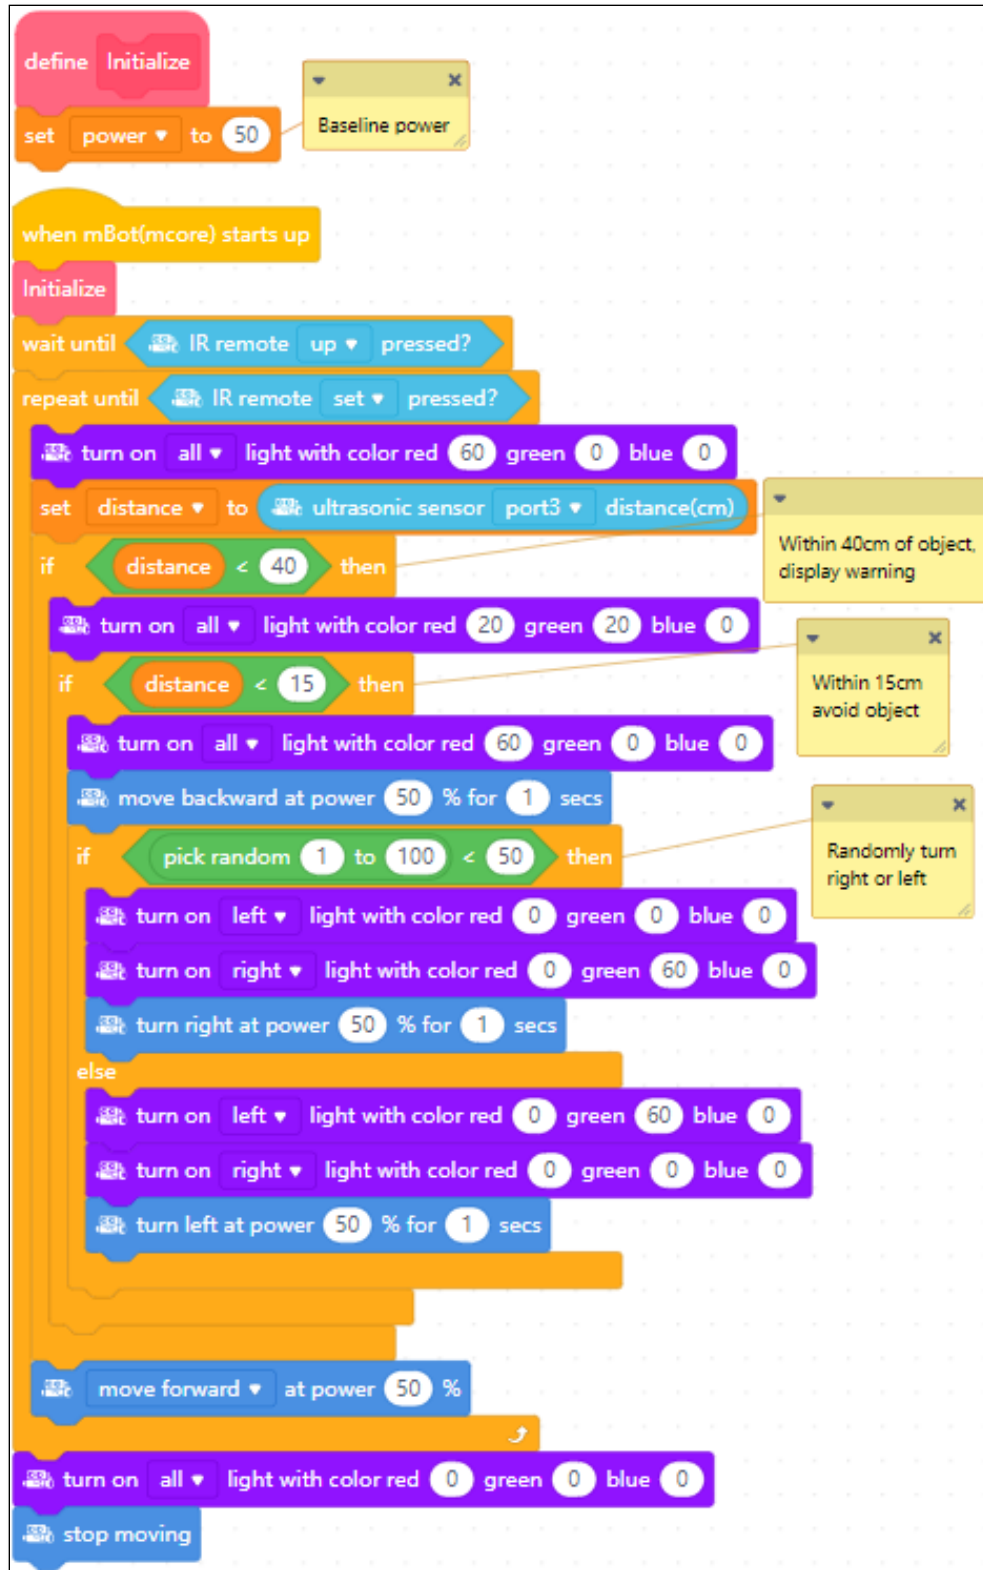 define Initialize
set power to 50
Baseline power
when mBot(mcore) starts up
Initialize
wait until IR remote up pressed?
repeat until IR remote set pressed?
turn on all light with color red 60 green 0 blue 0
set distance to ultrasonic sensor port3 distance(cm)
Within 40cm of object,
display warning
if distance < 40 then
turn on all light with color red 20 green 20 blue 0
if distance < 15 then
Within 15cm
avoid object
turn on all light with color red 60 green 0 blue 0
move backward at power 50 % for 1 secs
if pick random 1 to 100 < 50 then
Randomly turn
right or left
turn on left light with color red 0 green 0 blue 0
turn on right light with color red 0 green 60 blue 0
turn right at power 50 % for 1 secs
else
turn on left light with color red 0 green 60 blue 0
turn on right light with color red 0 green 0 blue 0
turn left at power 50 % for 1 secs
move forward at power 50 %
turn on all light with color red 0 green 0 blue 0
stop moving